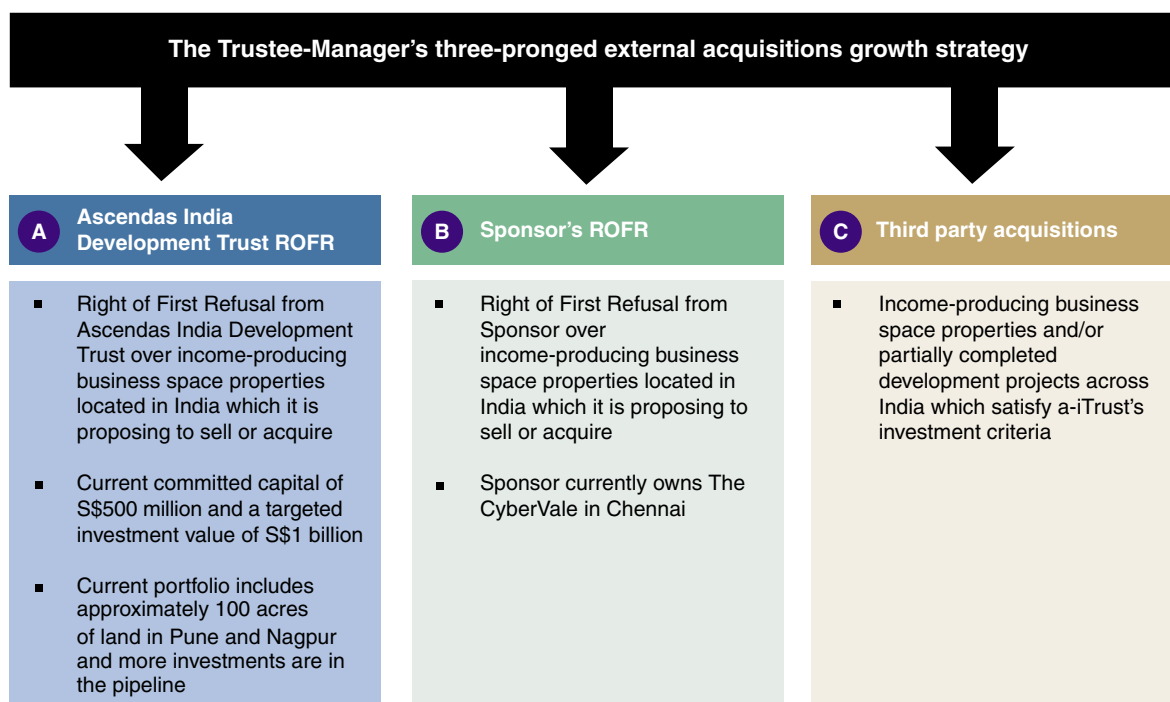 The Trustee-Manager's three-pronged external acquisitions growth strategy
A
Ascendas India
Development Trust ROFR
▪ Right of First Refusal from
Ascendas India Development
Trust over income-producing
business space properties
located in India which it is
proposing to sell or acquire
▪ Current committed capital of
S$500 million and a targeted
investment value of S$1 billion
▪ Current portfolio includes
approximately 100 acres
of land in Pune and Nagpur
and more investments are in
the pipeline
B
Sponsor's ROFR
▪ Right of First Refusal from
Sponsor over
income-producing business
space properties located in
India which it is proposing to
sell or acquire
▪ Sponsor currently owns The
CyberVale in Chennai
C
Third party acquisitions
▪ Income-producing business
space properties and/or
partially completed
development projects across
India which satisfy a-iTrust's
investment criteria